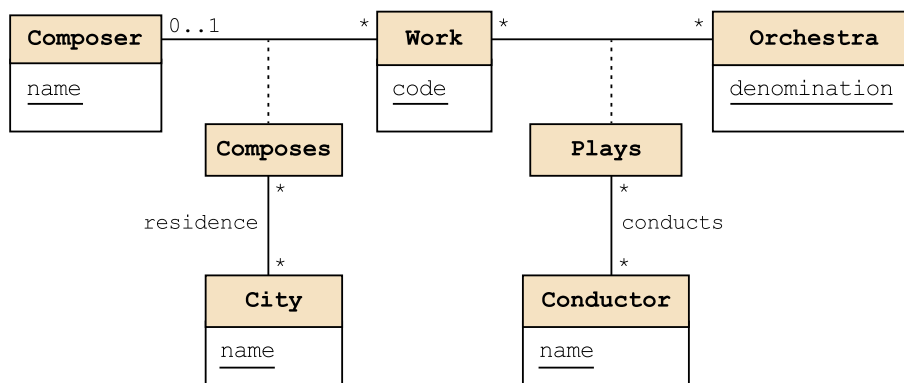 Composer
0..1
*
Work
*
*
Orchestra
name
code
denomination
Composes
Plays
*
*
residence
conducts
*
*
City
Conductor
name
name